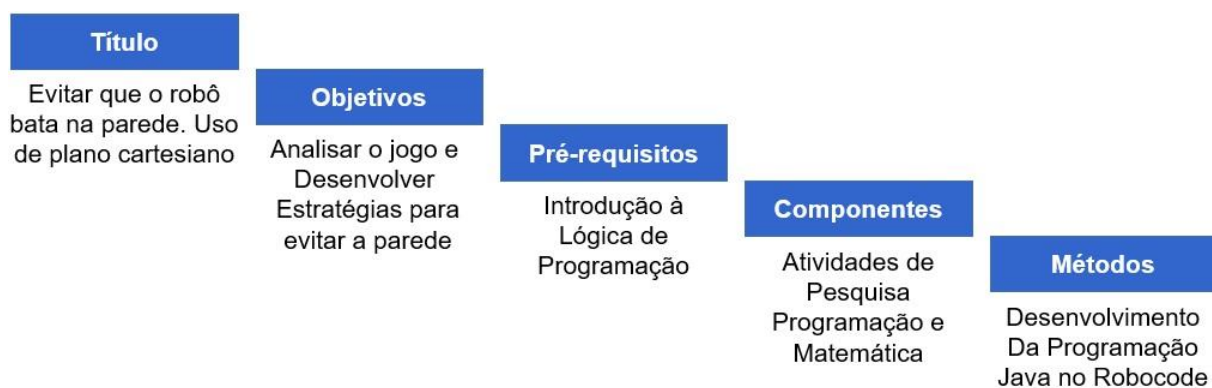 Título
Evitar que o robô
bata na parede. Uso
de plano cartesiano
Objetivos
Analisar o jogo e
Desenvolver
Estratégias para
evitar a parede
Pré-requisitos
Introdução à
Lógica de
Programação
Componentes
Atividades de
Pesquisa
Programação e
Matemática
Métodos
Desenvolvimento
Da Programação
Java no Robocode